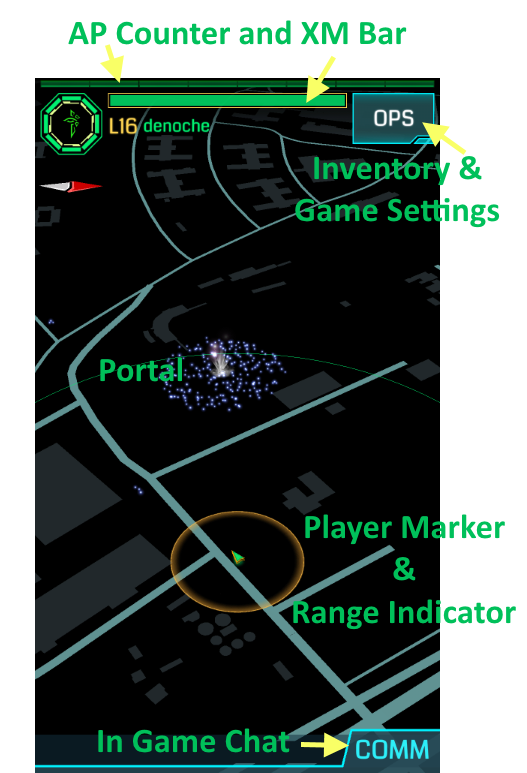 AP Counter and XM Bar
L16 denoche
OPS
Inventory &
Game Settings
Portal
Player Marker
&
Range Indicator
In Game Chat
COMM